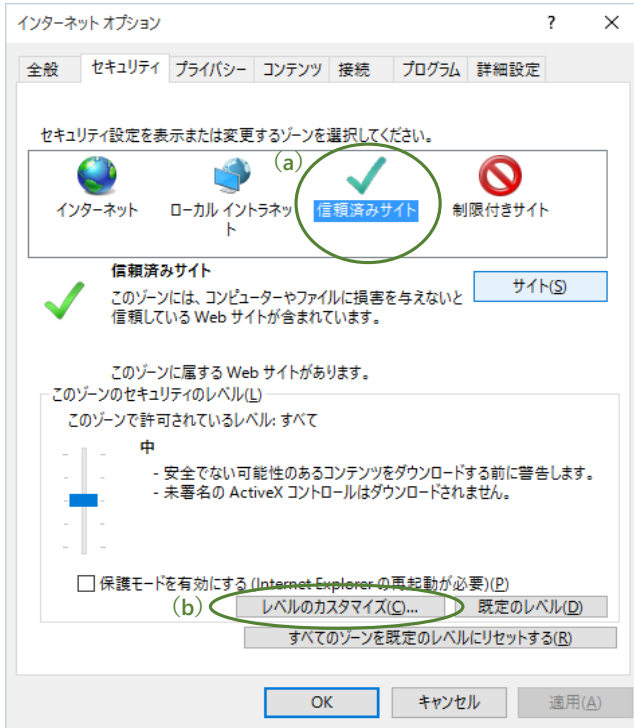 インターネット オプション ? ×
全般 セキュリティ プライバシー コンテンツ 接続 プログラム 詳細設定
セキュリティ設定を表示または変更するゾーンを選択してください。
(a)
インターネット ローカル イントラネッ 信頼済みサイト 制限付きサイト
ト
信頼済みサイト
サイト(S)
このゾーンには、コンピューターやファイルに損害を与えないと
信頼している Web サイトが含まれています。
このゾーンに属する Web サイトがあります。
このゾーンのセキュリティのレベル(L)
このゾーンで許可されているレベル: すべて
中
- 安全でない可能性のあるコンテンツをダウンロードする前に警告します。
- 未署名の ActiveX コントロールはダウンロードされません。
保護モードを有効にする (Internet Explorer の再起動が必要)(P)
(b) レベルのカスタマイズ(C)... 既定のレベル(D)
すべてのゾーンを既定のレベルにリセットする(R)
OK キャンセル 適用(A)